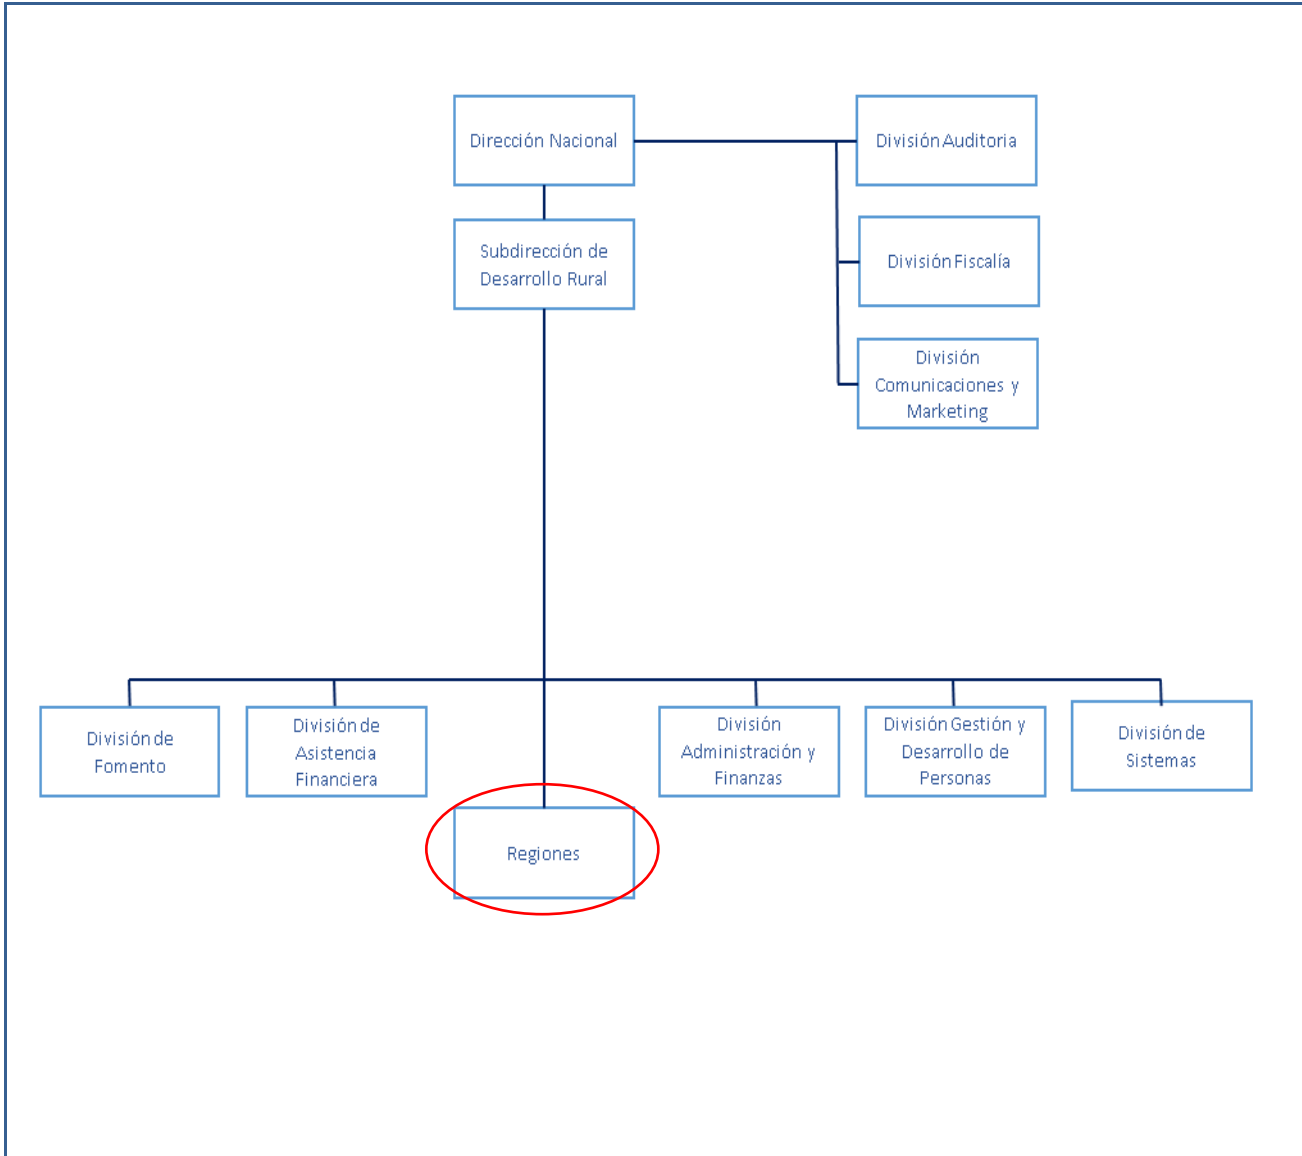 Dirección Nacional
División Auditoria
Subdirección de
Desarrollo Rural
División Fiscalía
División
Comunicaciones y
Marketing
División de
Fomento
División de
Asistencia
Financiera
División
Administración y
Finanzas
División Gestión y
Desarrollo de
Personas
División de
Sistemas
Regiones